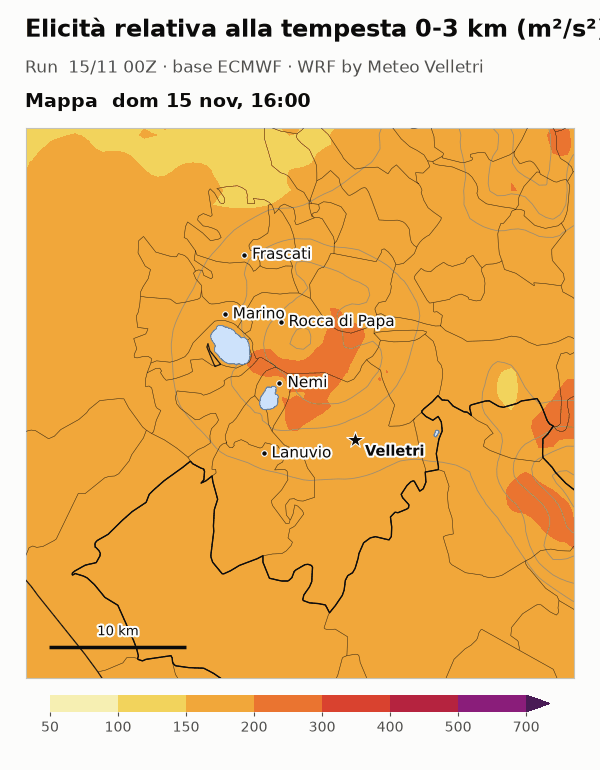 Elicità relativa alla tempesta 0-3 km (m²/s²)
Run 15/11 00Z · base ECMWF · WRF by Meteo Velletri
Mappa dom 15 nov, 16:00
Frascati
Marino
Rocca di Papa
Nemi
Velletri
Lanuvio
10 km
50 100 150 200 300 400 500 700